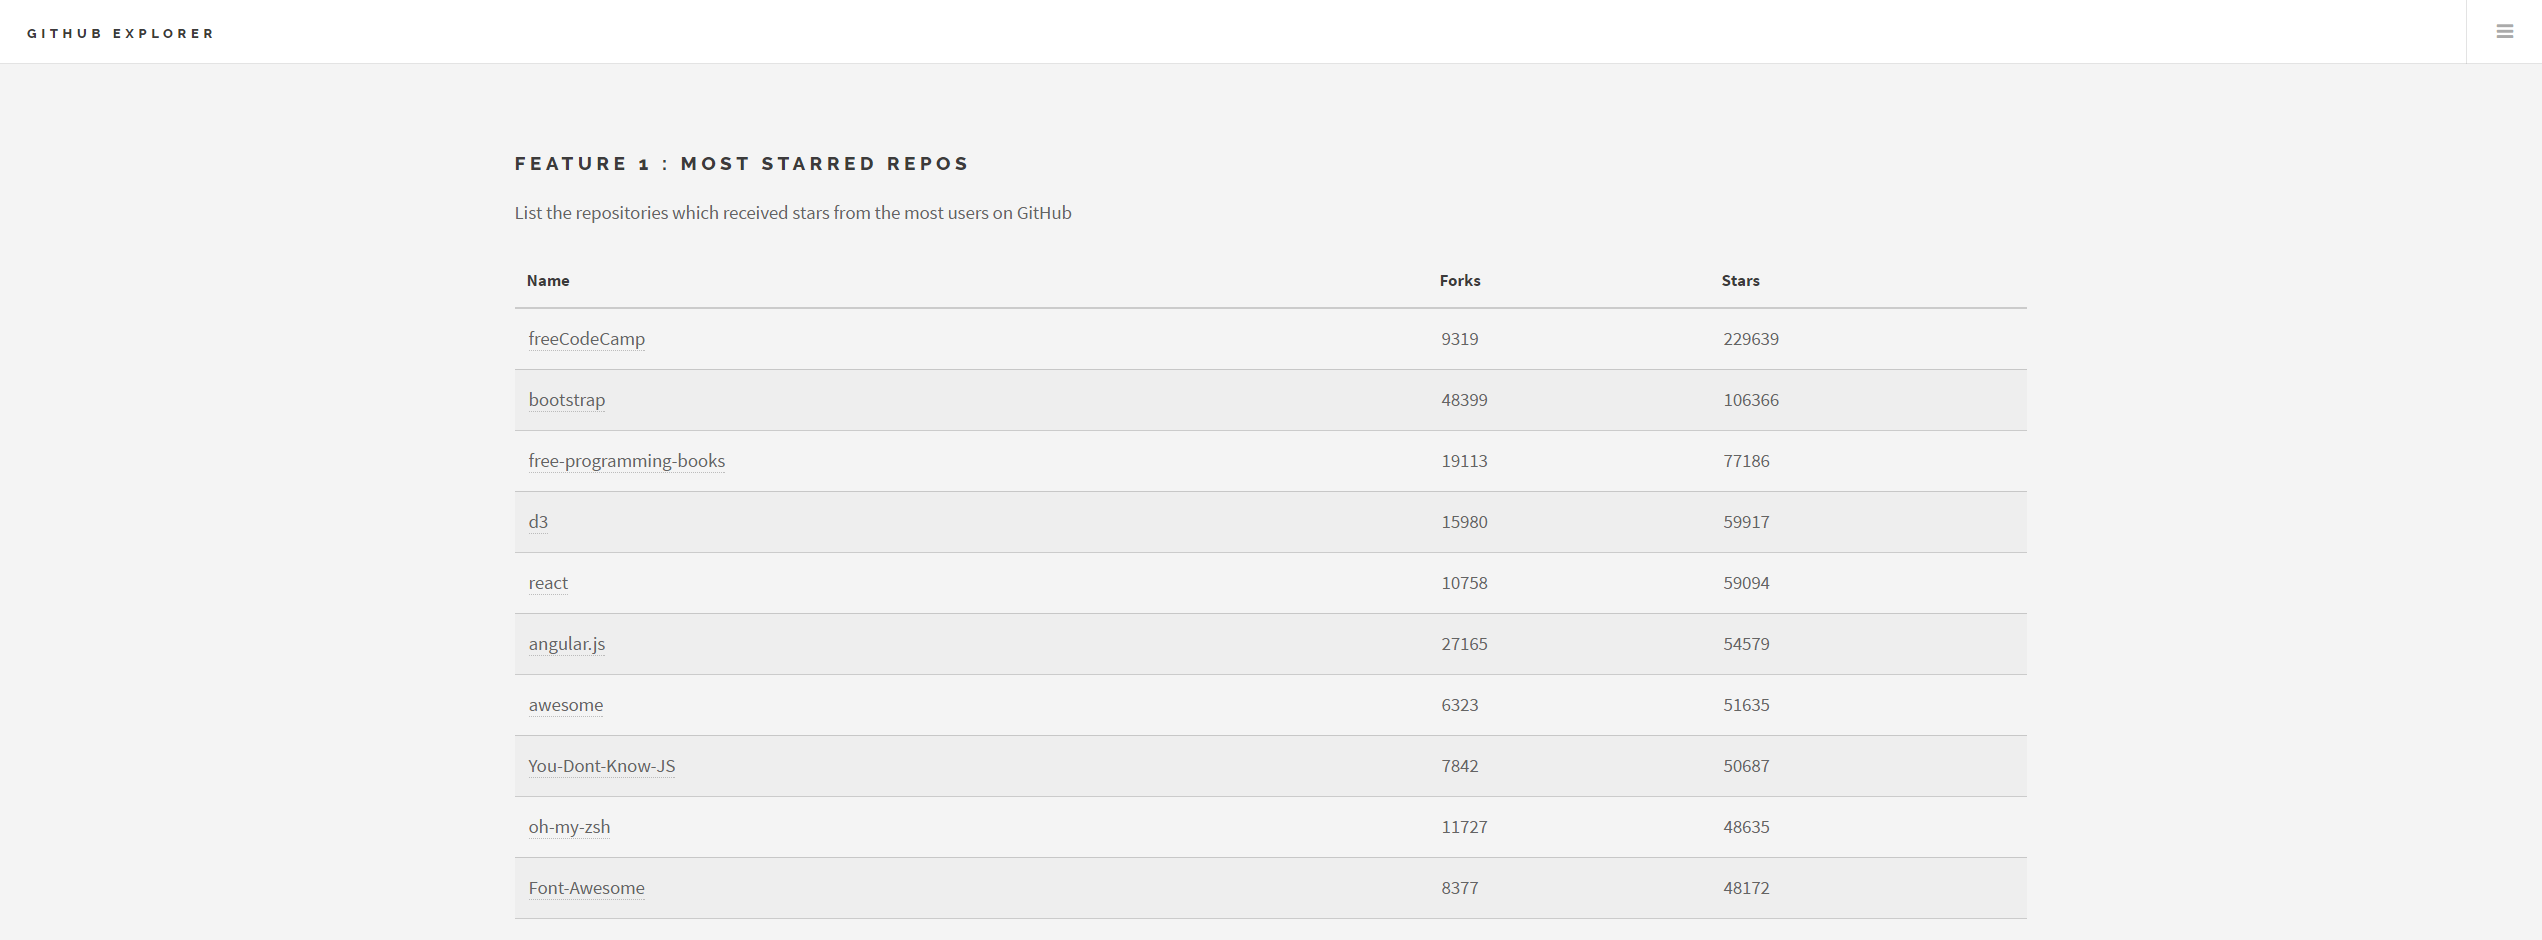 GITHUB EXPLORER
FEATURE 1 : MOST STARRED REPOS
List the repositories which received stars from the most users on GitHub
Name Forks Stars
freeCodeCamp 9319 229639
bootstrap 48399 106366
free-programming-books 19113 77186
d3 15980 59917
react 10758 59094
angular.js 27165 54579
awesome 6323 51635
You-Dont-Know-JS 7842 50687
oh-my-zsh 11727 48635
Font-Awesome 8377 48172